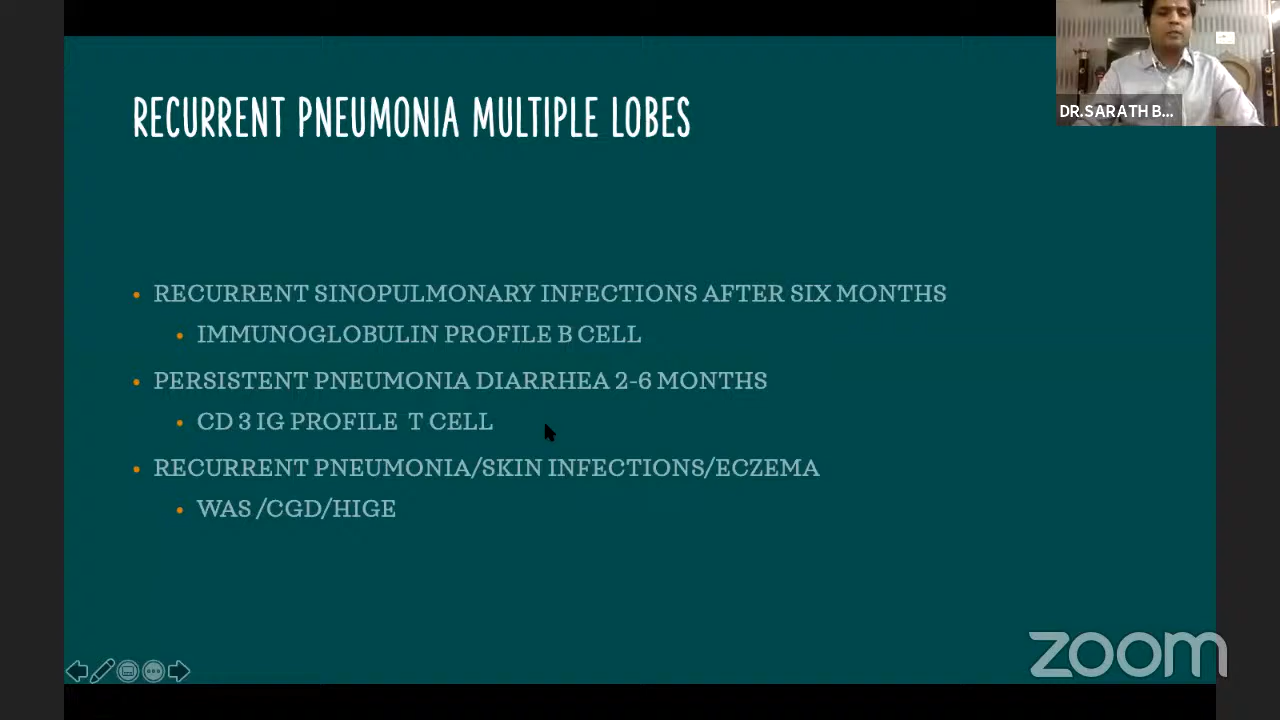 RECURRENT PNEUMONIA MULTIPLE LOBES
DR.SARATH B...
RECURRENT SINOPULMONARY INFECTIONS AFTER SIX MONTHS
IMMUNOGLOBULIN PROFILE B CELL
PERSISTENT PNEUMONIA DIARRHEA 2-6 MONTHS
CD 3 IG PROFILE T CELL
RECURRENT PNEUMONIA/SKIN INFECTIONS/ECZEMA
WAS /CGD/HIGE
zoom